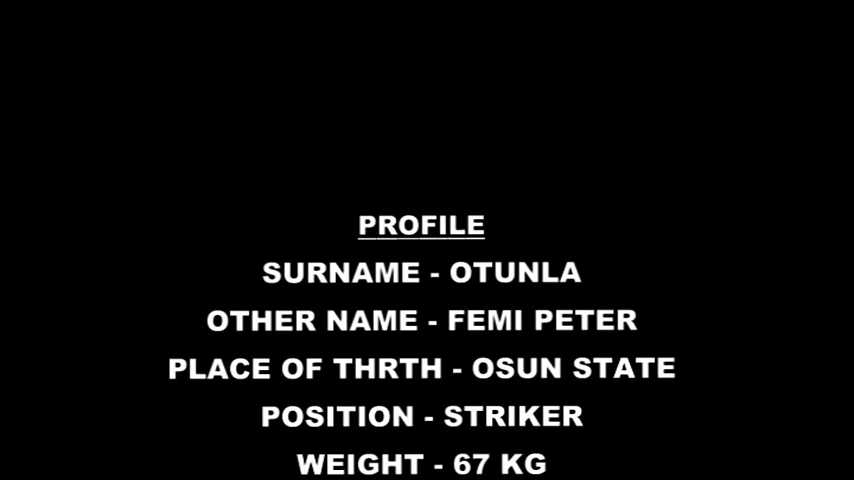 PROFILE
SURNAME - OTUNLA
OTHER NAME - FEMI PETER
PLACE OF THRTH - OSUN STATE
POSITION - STRIKER
WEIGHT - 67 KG